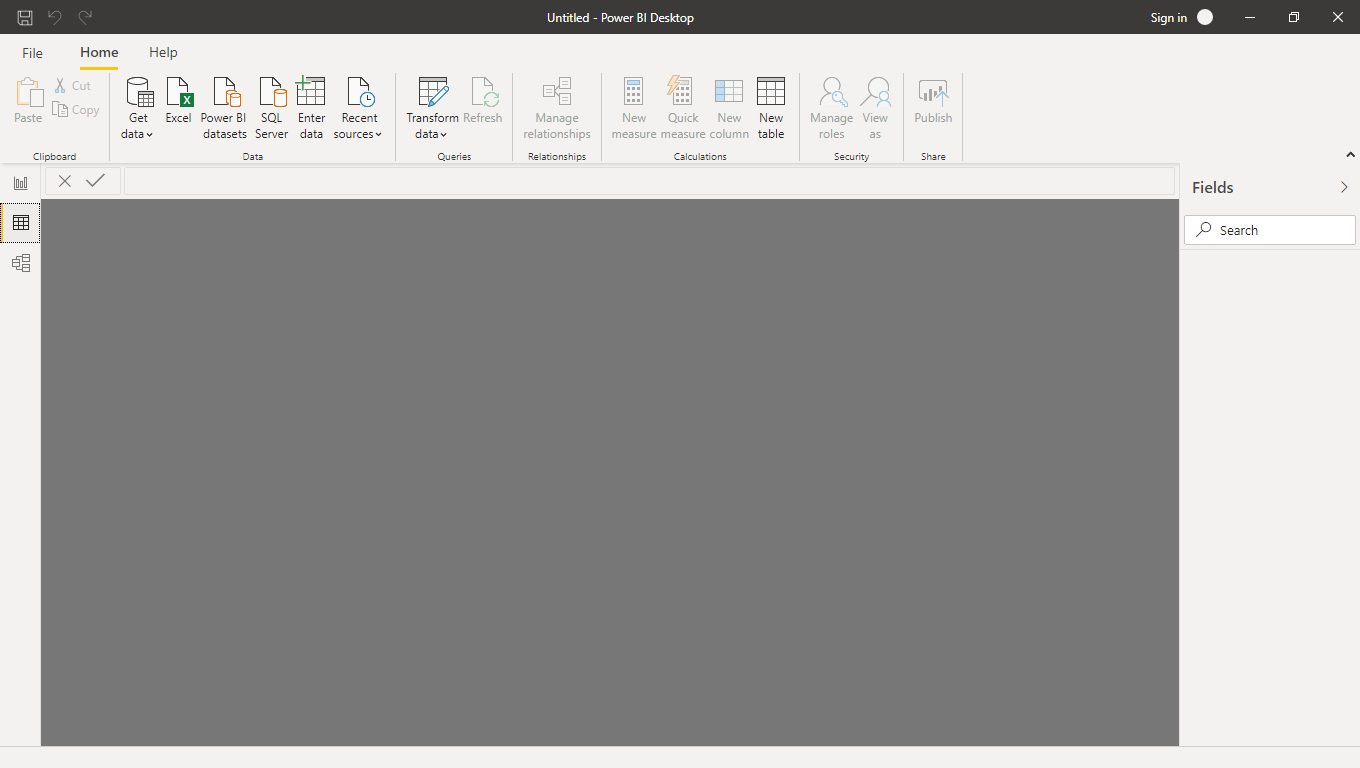 Untitled - Power BI Desktop
Sign in
File Home Help
Paste
Cut
Copy
Clipboard
Get
data
Excel
Power BI
datasets
SQL
Server
Enter
data
Recent
sources
Data
Transform
data
Refresh
Queries
Manage
relationships
Relationships
New
measure
Quick
measure
New
column
New
table
Calculations
Manage
roles
View
as
Security
Publish
Share
Fields
Search